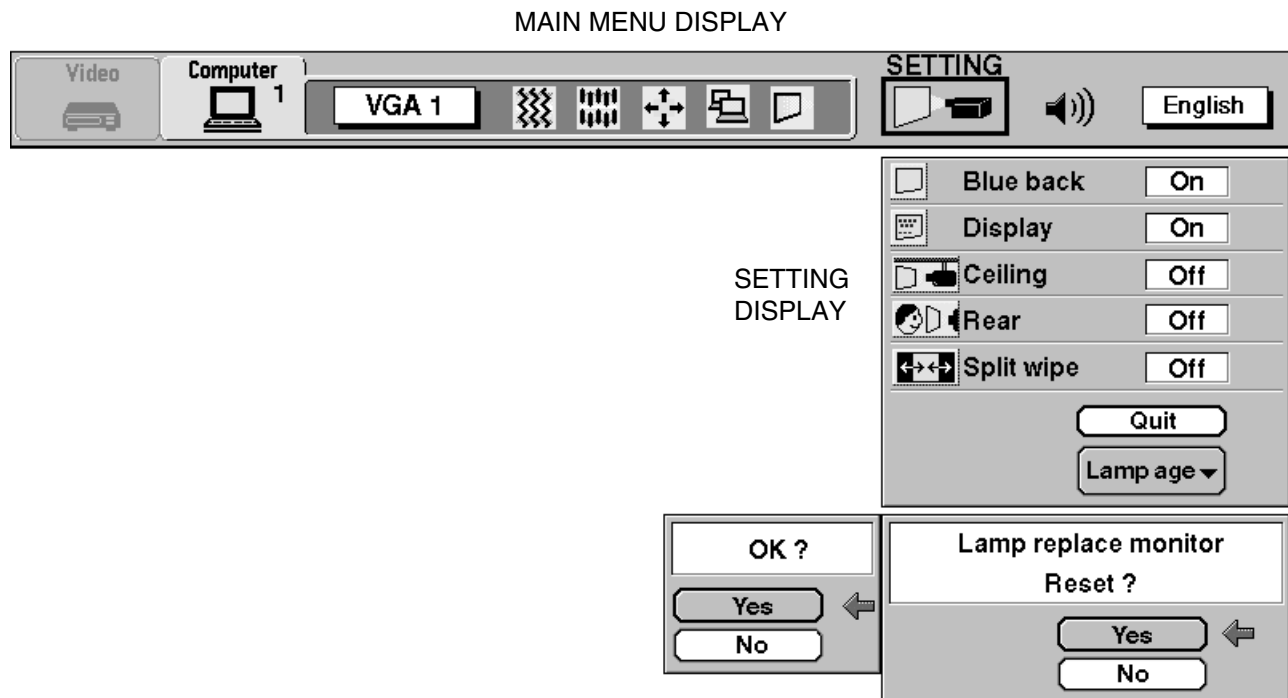 MAIN MENU DISPLAY
Video
Computer
1
VGA 1
SETTING
English
Blue back On
Display On
SETTING
DISPLAY
Ceiling Off
Rear Off
Split wipe Off
Quit
Lamp age
OK ?
Yes
No
Lamp replace monitor
Reset ?
Yes
No